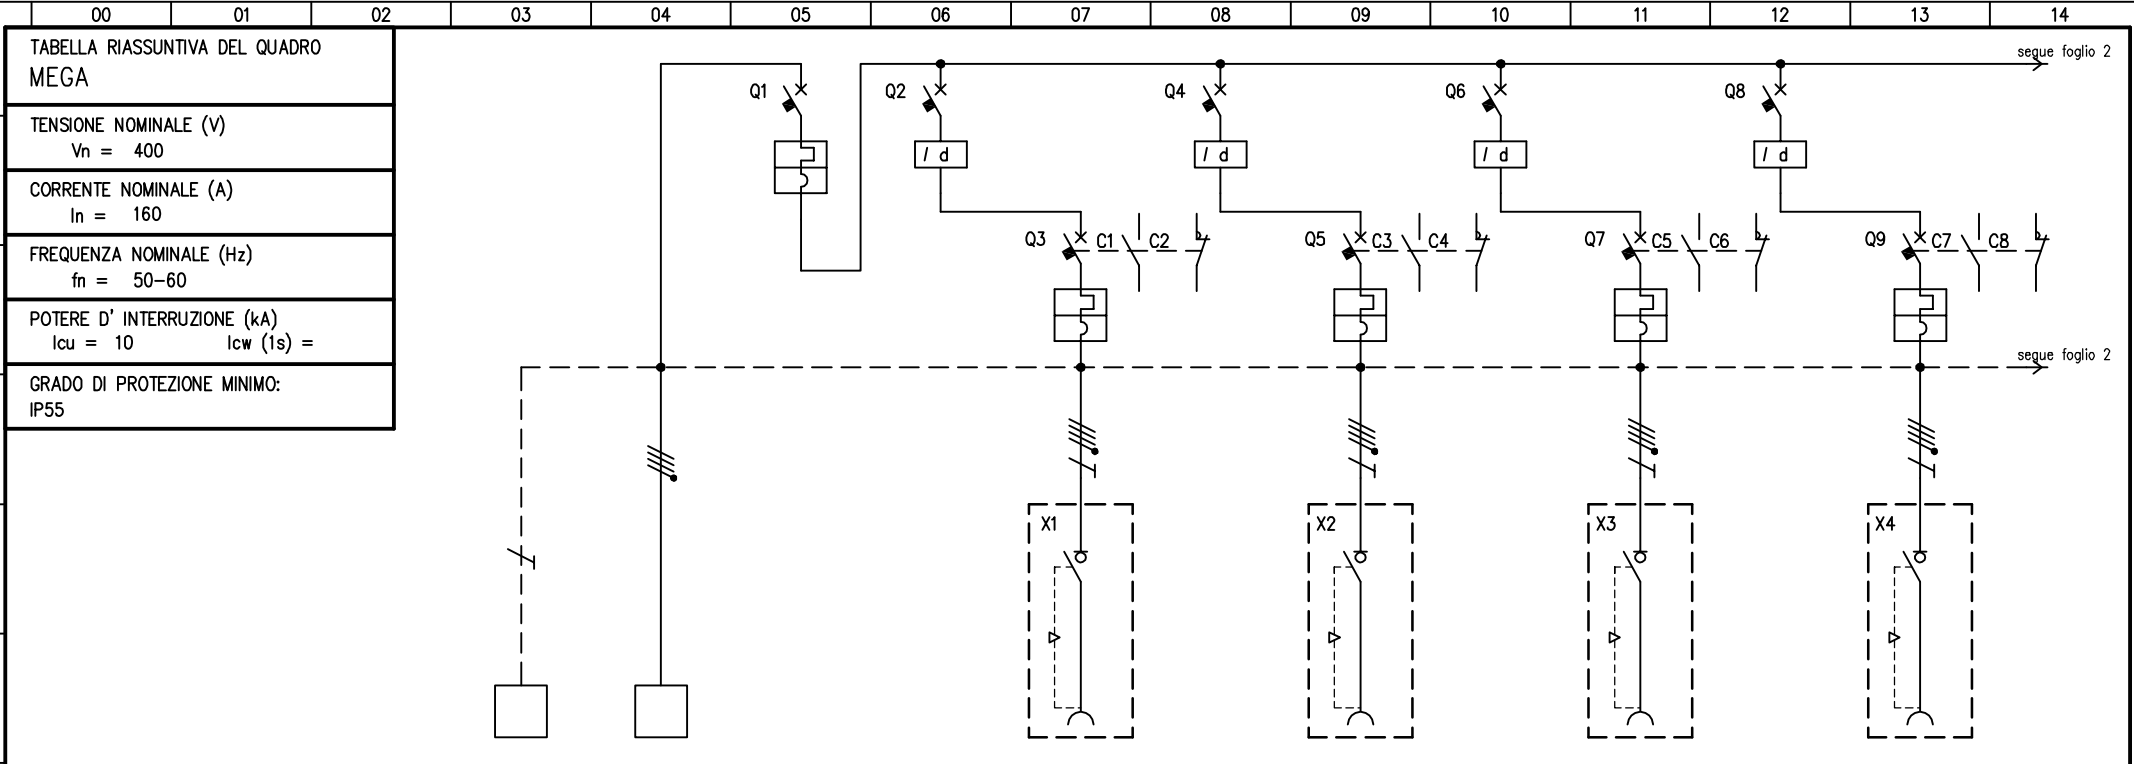 00 01 02 03 04 05 06 07 08 09 10 11 12 13 14
TABELLA RIASSUNTIVA DEL QUADRO
MEGA
TENSIONE NOMINALE (V)
Vn = 400
CORRENTE NOMINALE (A)
In = 160
FREQUENZA NOMINALE (Hz)
fn = 50-60
POTERE D' INTERRUZIONE (kA)
Icu = 10 Icw (1s) =
GRADO DI PROTEZIONE MINIMO:
IP55
segue foglio 2
Q1 Q2 Q4 Q6 Q8
I d I d I d I d
Q3 C1 C2 Q5 C3 C4 Q7 C5 C6 Q9 C7 C8
segue foglio 2
X1 X2 X3 X4